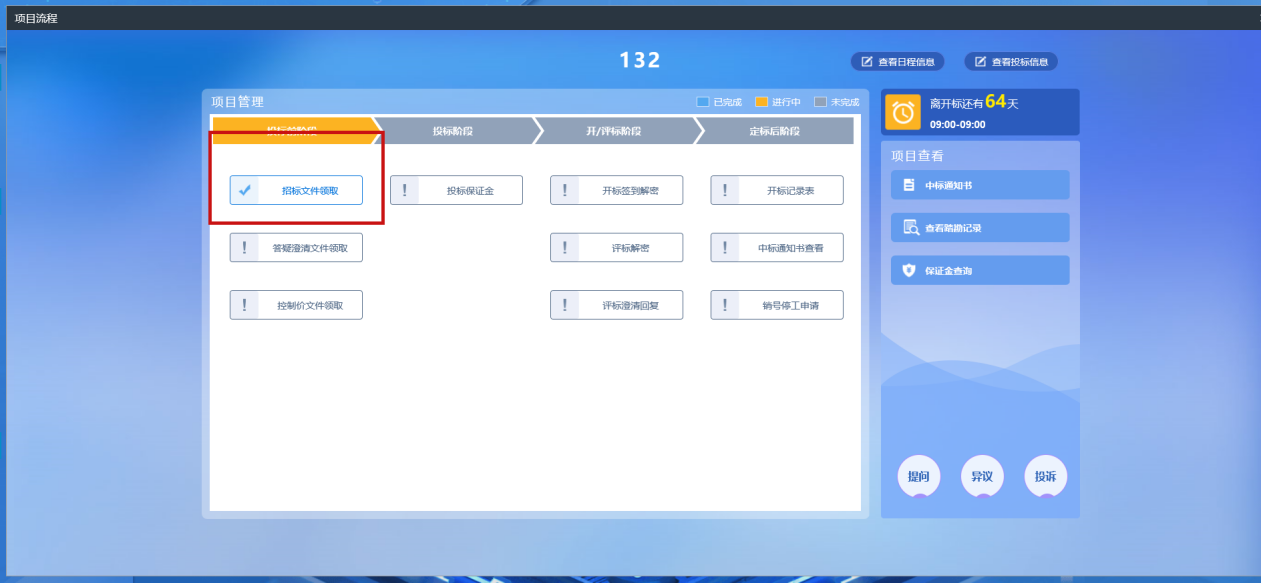 项目流程
132
查看日程信息
查看投标信息
项目管理
已完成
进行中
未完成
投标前阶段
投标阶段
开/评标阶段
定标后阶段
招标文件领取
投标保证金
开标签到解密
开标记录表
答疑澄清文件领取
评标解密
中标通知书查看
控制价文件领取
评标澄清回复
销号停工申请
离开标还有64天
09:00-09:00
项目查看
中标通知书
查看踏勘记录
保证金查询
提问
异议
投诉